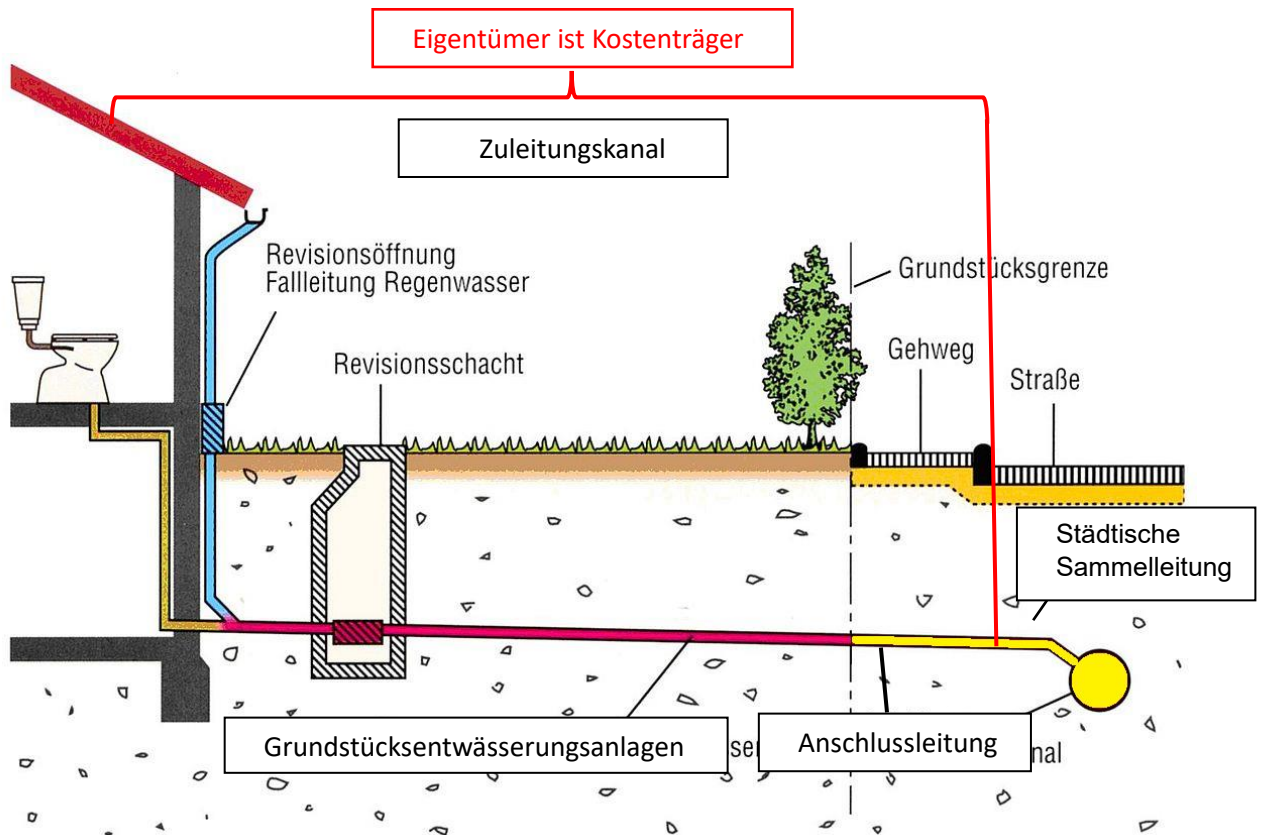 Eigentümer ist Kostenträger
Zuleitungskanal
Revisionsöffnung
Fallleitung Regenwasser
Grundstücksgrenze
Revisionsschacht
Gehweg
Straße
Städtische
Sammelleitung
Grundstücksentwässerungsanlagen
Anschlussleitung